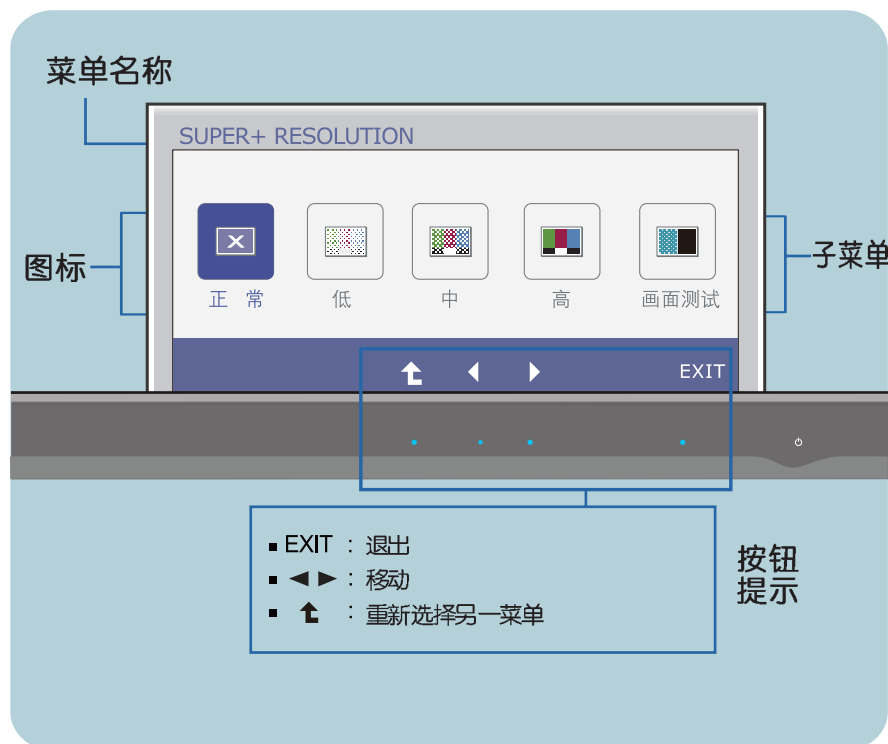 菜单名称
SUPER+ RESOLUTION
图标
子菜单
正 常
低
中
高
画面测试
EXIT
EXIT : 退出
◀ ▶ : 移动
: 重新选择另一菜单
按钮
提示